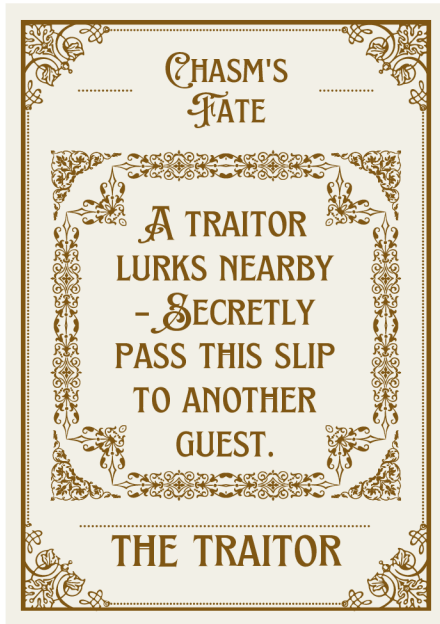 Chasm's
Fate
A traitor
lurks nearby
- Secretly
pass this slip
to another
guest.
The Traitor